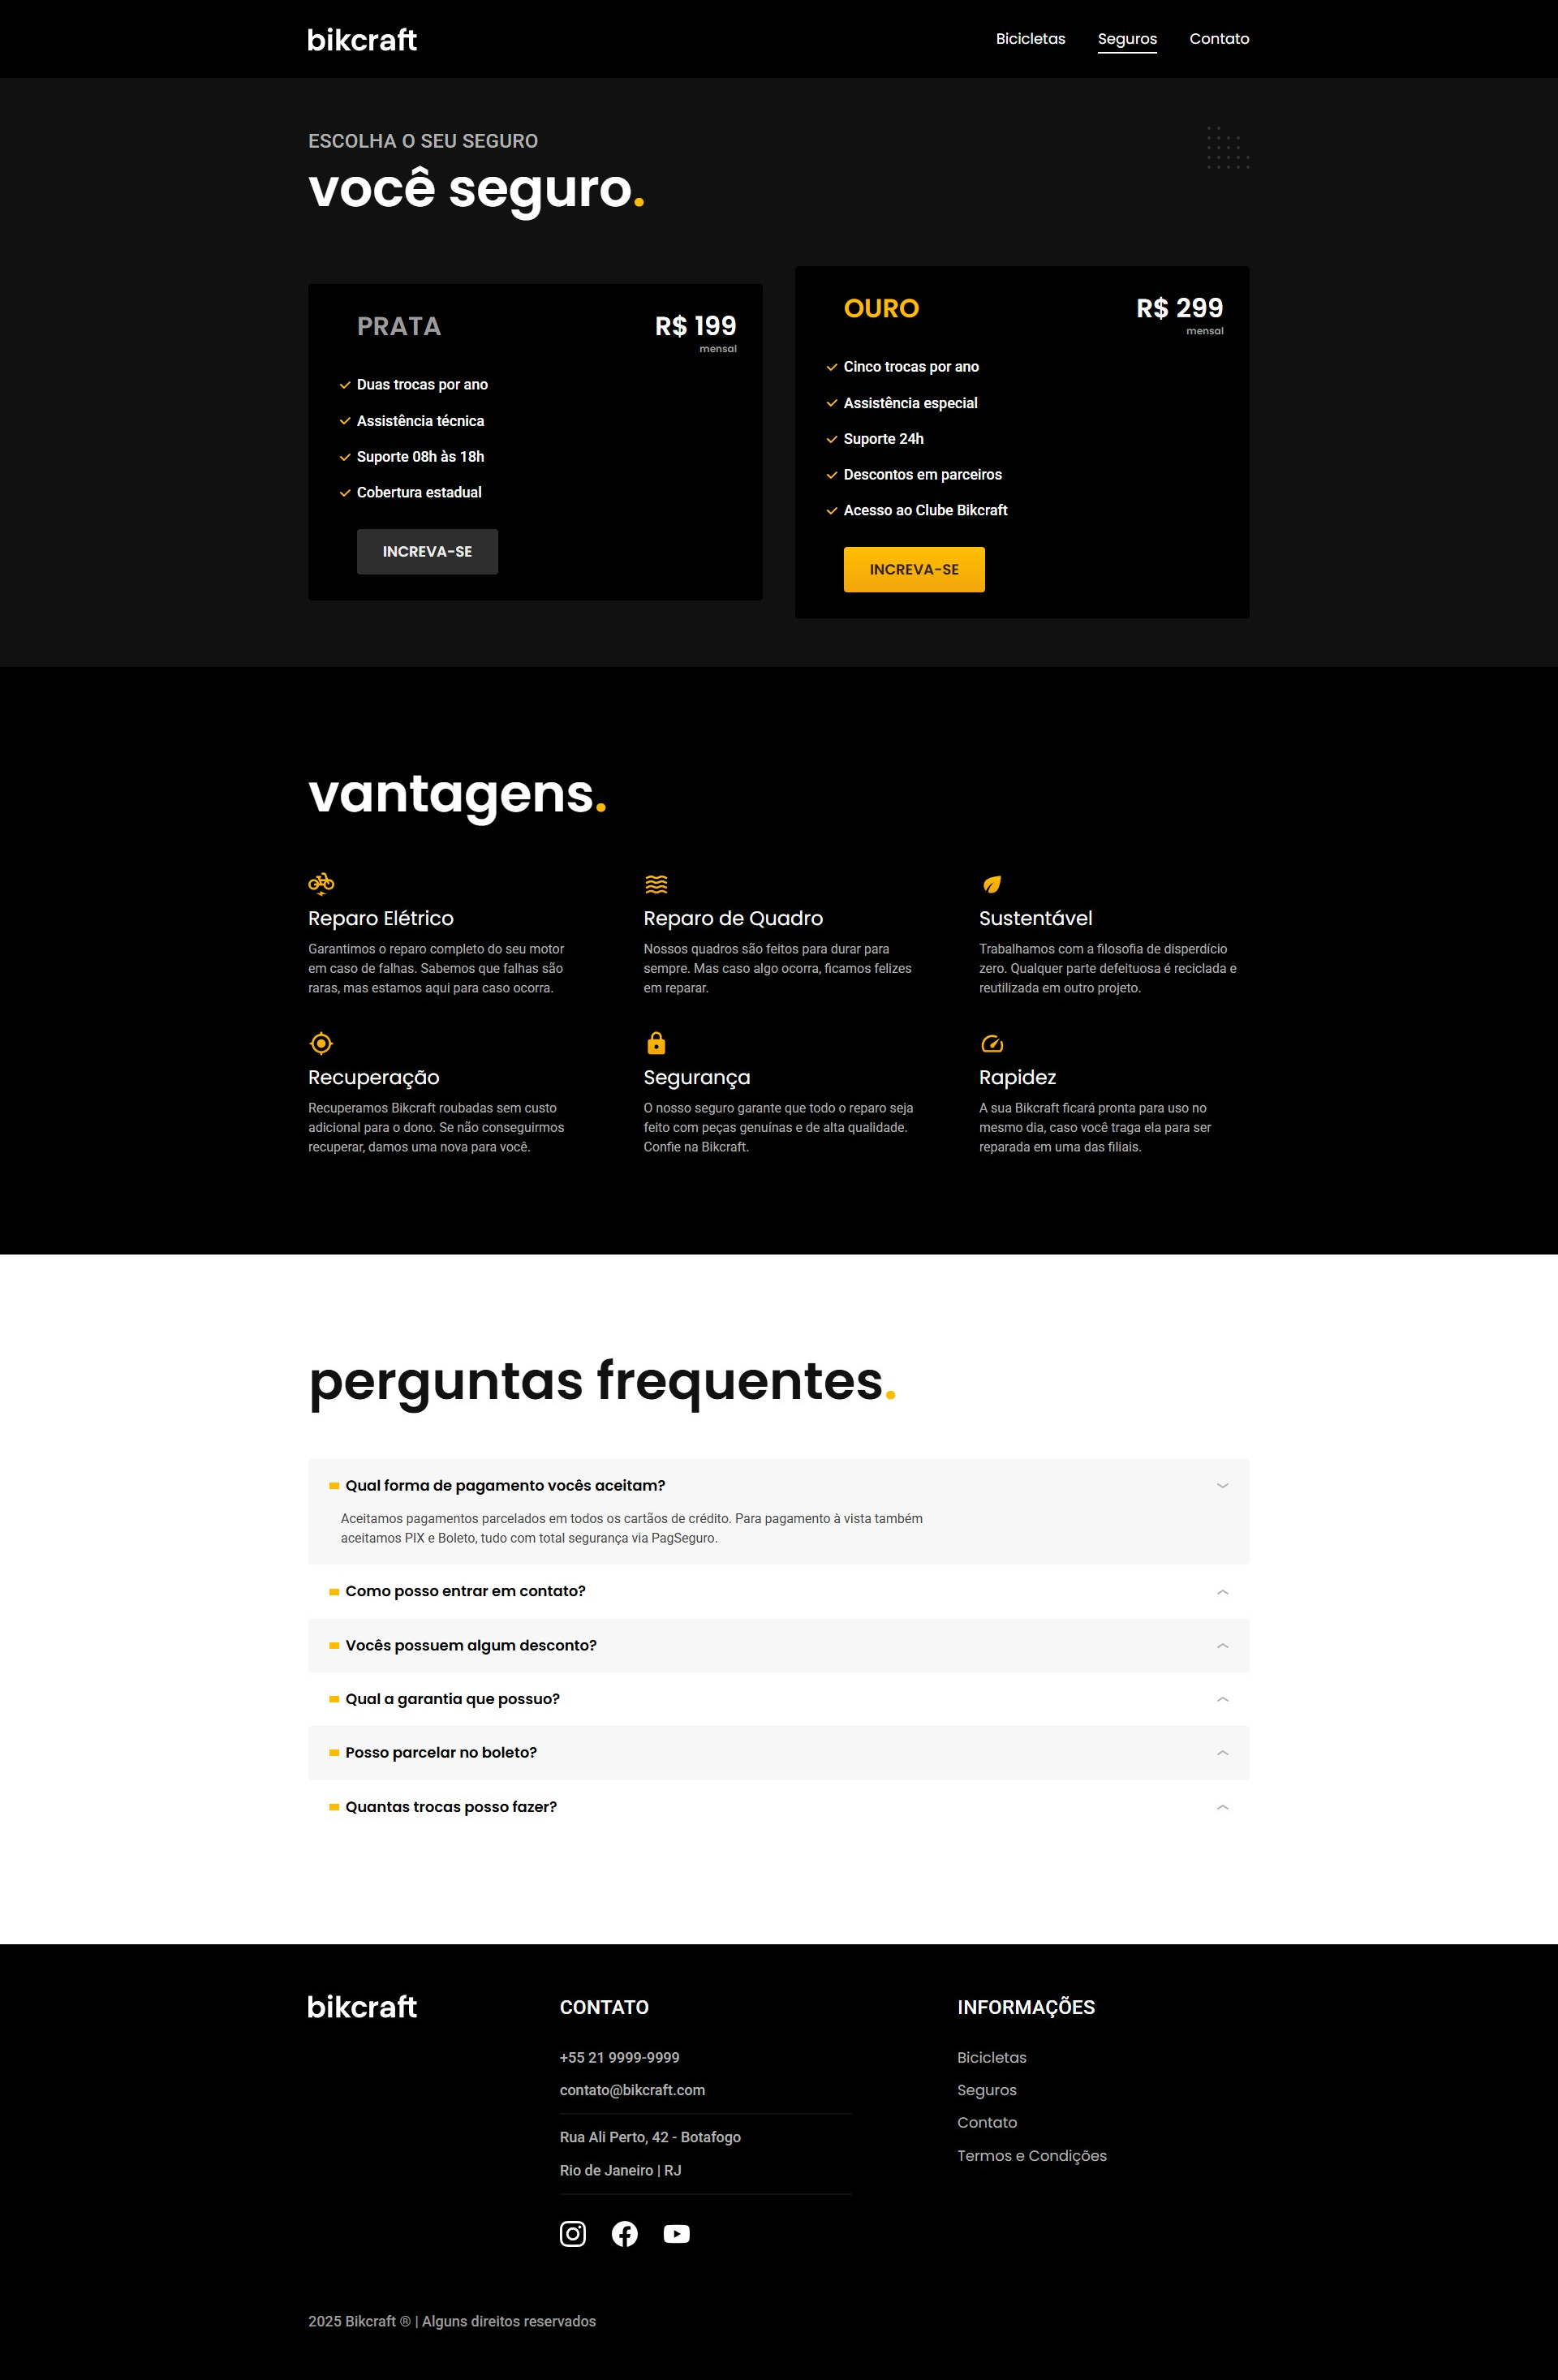 bikcraft
Bicicletas
Seguros
Contato
ESCOLHA O SEU SEGURO
você seguro.
PRATA
R$ 199
mensal
Duas trocas por ano
Assistência técnica
Suporte 08h às 18h
Cobertura estadual
INCREVA-SE
OURO
R$ 299
mensal
Cinco trocas por ano
Assistência especial
Suporte 24h
Descontos em parceiros
Acesso ao Clube Bikcraft
INCREVA-SE
vantagens.
Reparo Elétrico
Garantimos o reparo completo do seu motor
em caso de falhas. Sabemos que falhas são
raras, mas estamos aqui para caso ocorra.
Reparo de Quadro
Nossos quadros são feitos para durar para
sempre. Mas caso algo ocorra, ficamos felizes
em reparar.
Sustentável
Trabalhamos com a filosofia de disperdício
zero. Qualquer parte defeituosa é reciclada e
reutilizada em outro projeto.
Recuperação
Recuperamos Bikcraft roubadas sem custo
adicional para o dono. Se não conseguirmos
recuperar, damos uma nova para você.
Segurança
O nosso seguro garante que todo o reparo seja
feito com peças genuínas e de alta qualidade.
Confie na Bikcraft.
Rapidez
A sua Bikcraft ficará pronta para uso no
mesmo dia, caso você traga ela para ser
reparada em uma das filiais.
perguntas frequentes.
Qual forma de pagamento vocês aceitam?
Aceitamos pagamentos parcelados em todos os cartãos de crédito. Para pagamento à vista também
aceitamos PIX e Boleto, tudo com total segurança via PagSeguro.
Como posso entrar em contato?
Vocês possuem algum desconto?
Qual a garantia que possuo?
Posso parcelar no boleto?
Quantas trocas posso fazer?
bikcraft
CONTATO
+55 21 9999-9999
contato@bikcraft.com
Rua Ali Perto, 42 - Botafogo
Rio de Janeiro | RJ
INFORMAÇÕES
Bicicletas
Seguros
Contato
Termos e Condições
2025 Bikcraft ® | Alguns direitos reservados